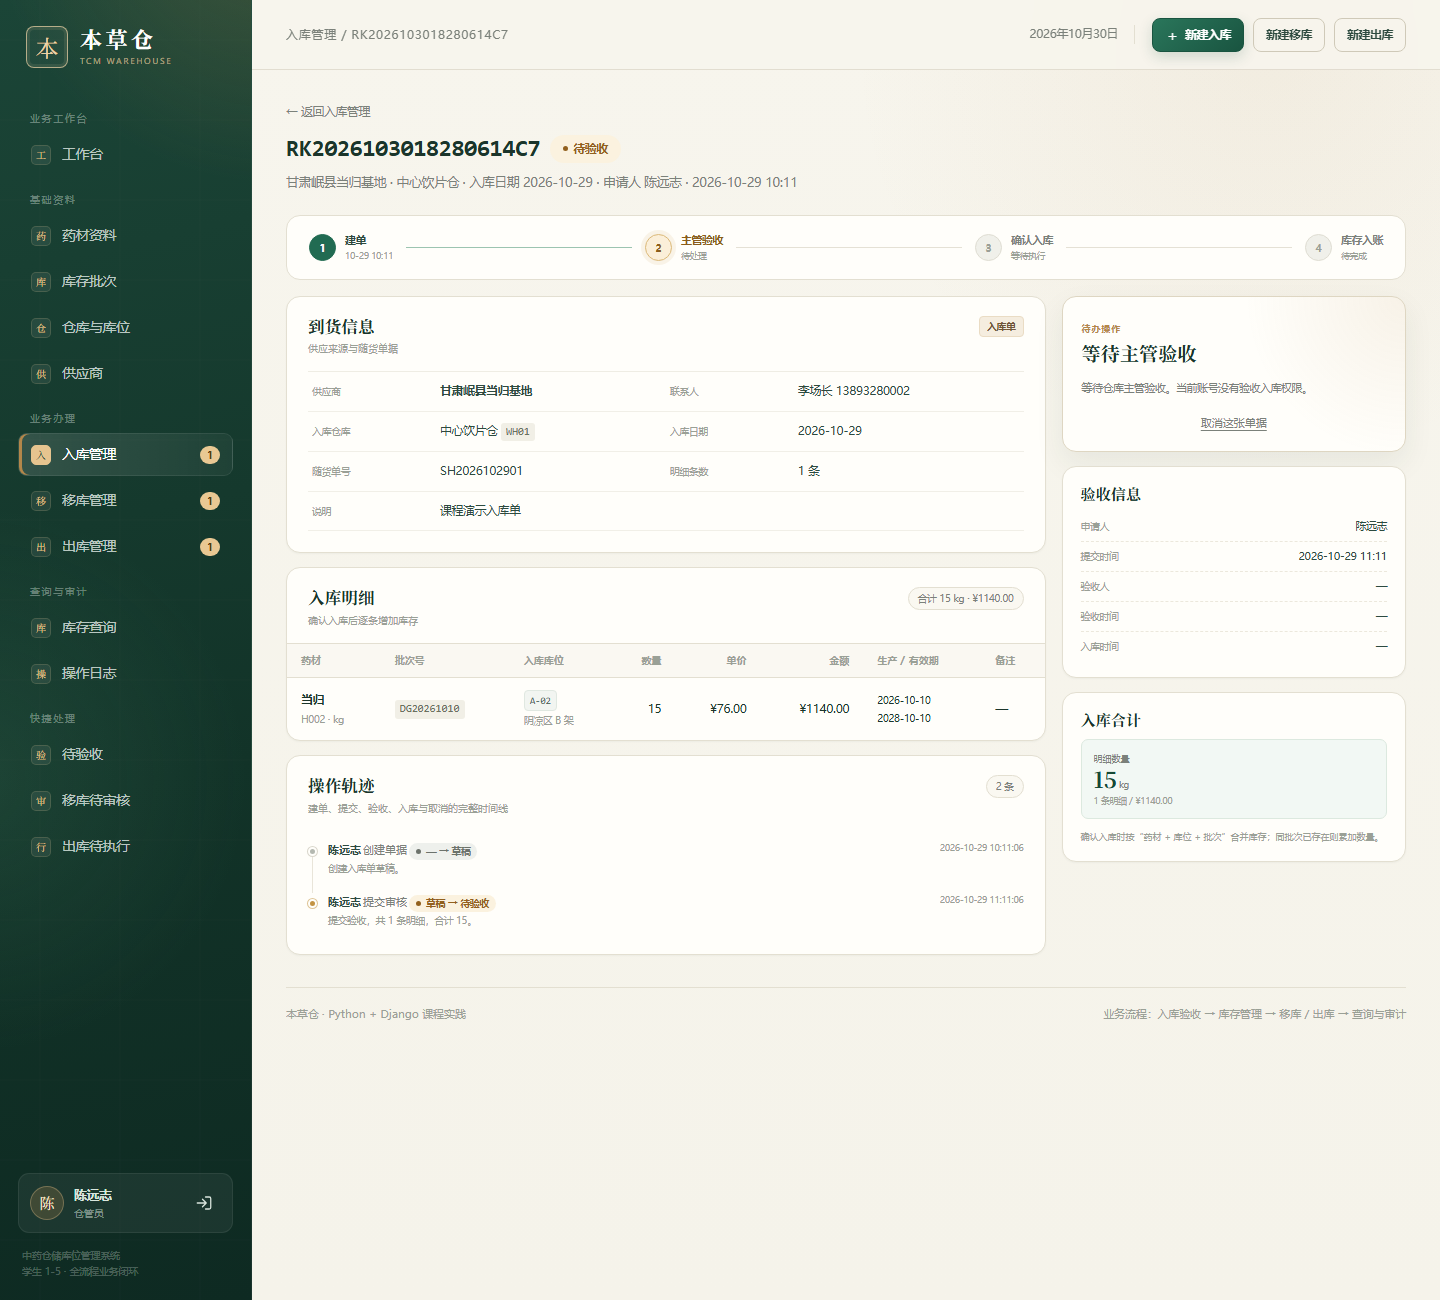 本
本草仓
TCM WAREHOUSE
业务工作台
工 工作台
基础资料
药 药材资料
库 库存批次
仓 仓库与库位
供 供应商
业务办理
入 入库管理 1
移 移库管理 1
出 出库管理 1
查询与审计
库 库存查询
操 操作日志
快捷处理
验 待验收
审 移库待审核
行 出库待执行
陈 陈远志
仓管员
中药仓储库位管理系统
学生 1-5 · 全流程业务闭环
入库管理 / RK2026103018280614C7
2026年10月30日
＋ 新建入库
新建移库
新建出库
← 返回入库管理
RK2026103018280614C7 待验收
甘肃岷县当归基地 · 中心饮片仓 · 入库日期 2026-10-29 · 申请人 陈远志 · 2026-10-29 10:11
1 建单
10-29 10:11
2 主管验收
待处理
3 确认入库
等待执行
4 库存入账
待完成
到货信息
供应来源与随货单据
入库单
供应商 甘肃岷县当归基地 联系人 李场长 13893280002
入库仓库 中心饮片仓 WH01 入库日期 2026-10-29
随货单号 SH2026102901 明细条数 1 条
说明 课程演示入库单
入库明细
确认入库后逐条增加库存
合计 15 kg · ¥1140.00
药材 批次号 入库库位 数量 单价 金额 生产 / 有效期 备注
当归
H002 · kg
DG20261010
A-02
阴凉区 B 架
15 ¥76.00 ¥1140.00
2026-10-10
2028-10-10
—
操作轨迹
建单、提交、验收、入库与取消的完整时间线
2 条
陈远志 创建单据 — → 草稿 2026-10-29 10:11:06
创建入库单草稿。
陈远志 提交审核 草稿 → 待验收 2026-10-29 11:11:06
提交验收，共 1 条明细，合计 15。
待办操作
等待主管验收
等待仓库主管验收。当前账号没有验收入库权限。
取消这张单据
验收信息
申请人 陈远志
提交时间 2026-10-29 11:11
验收人 —
验收时间 —
入库时间 —
入库合计
明细数量
15 kg
1 条明细 / ¥1140.00
确认入库时按“药材 + 库位 + 批次”合并库存；同批次已存在则累加数量。
本草仓 · Python + Django 课程实践
业务流程：入库验收 → 库存管理 → 移库 / 出库 → 查询与审计